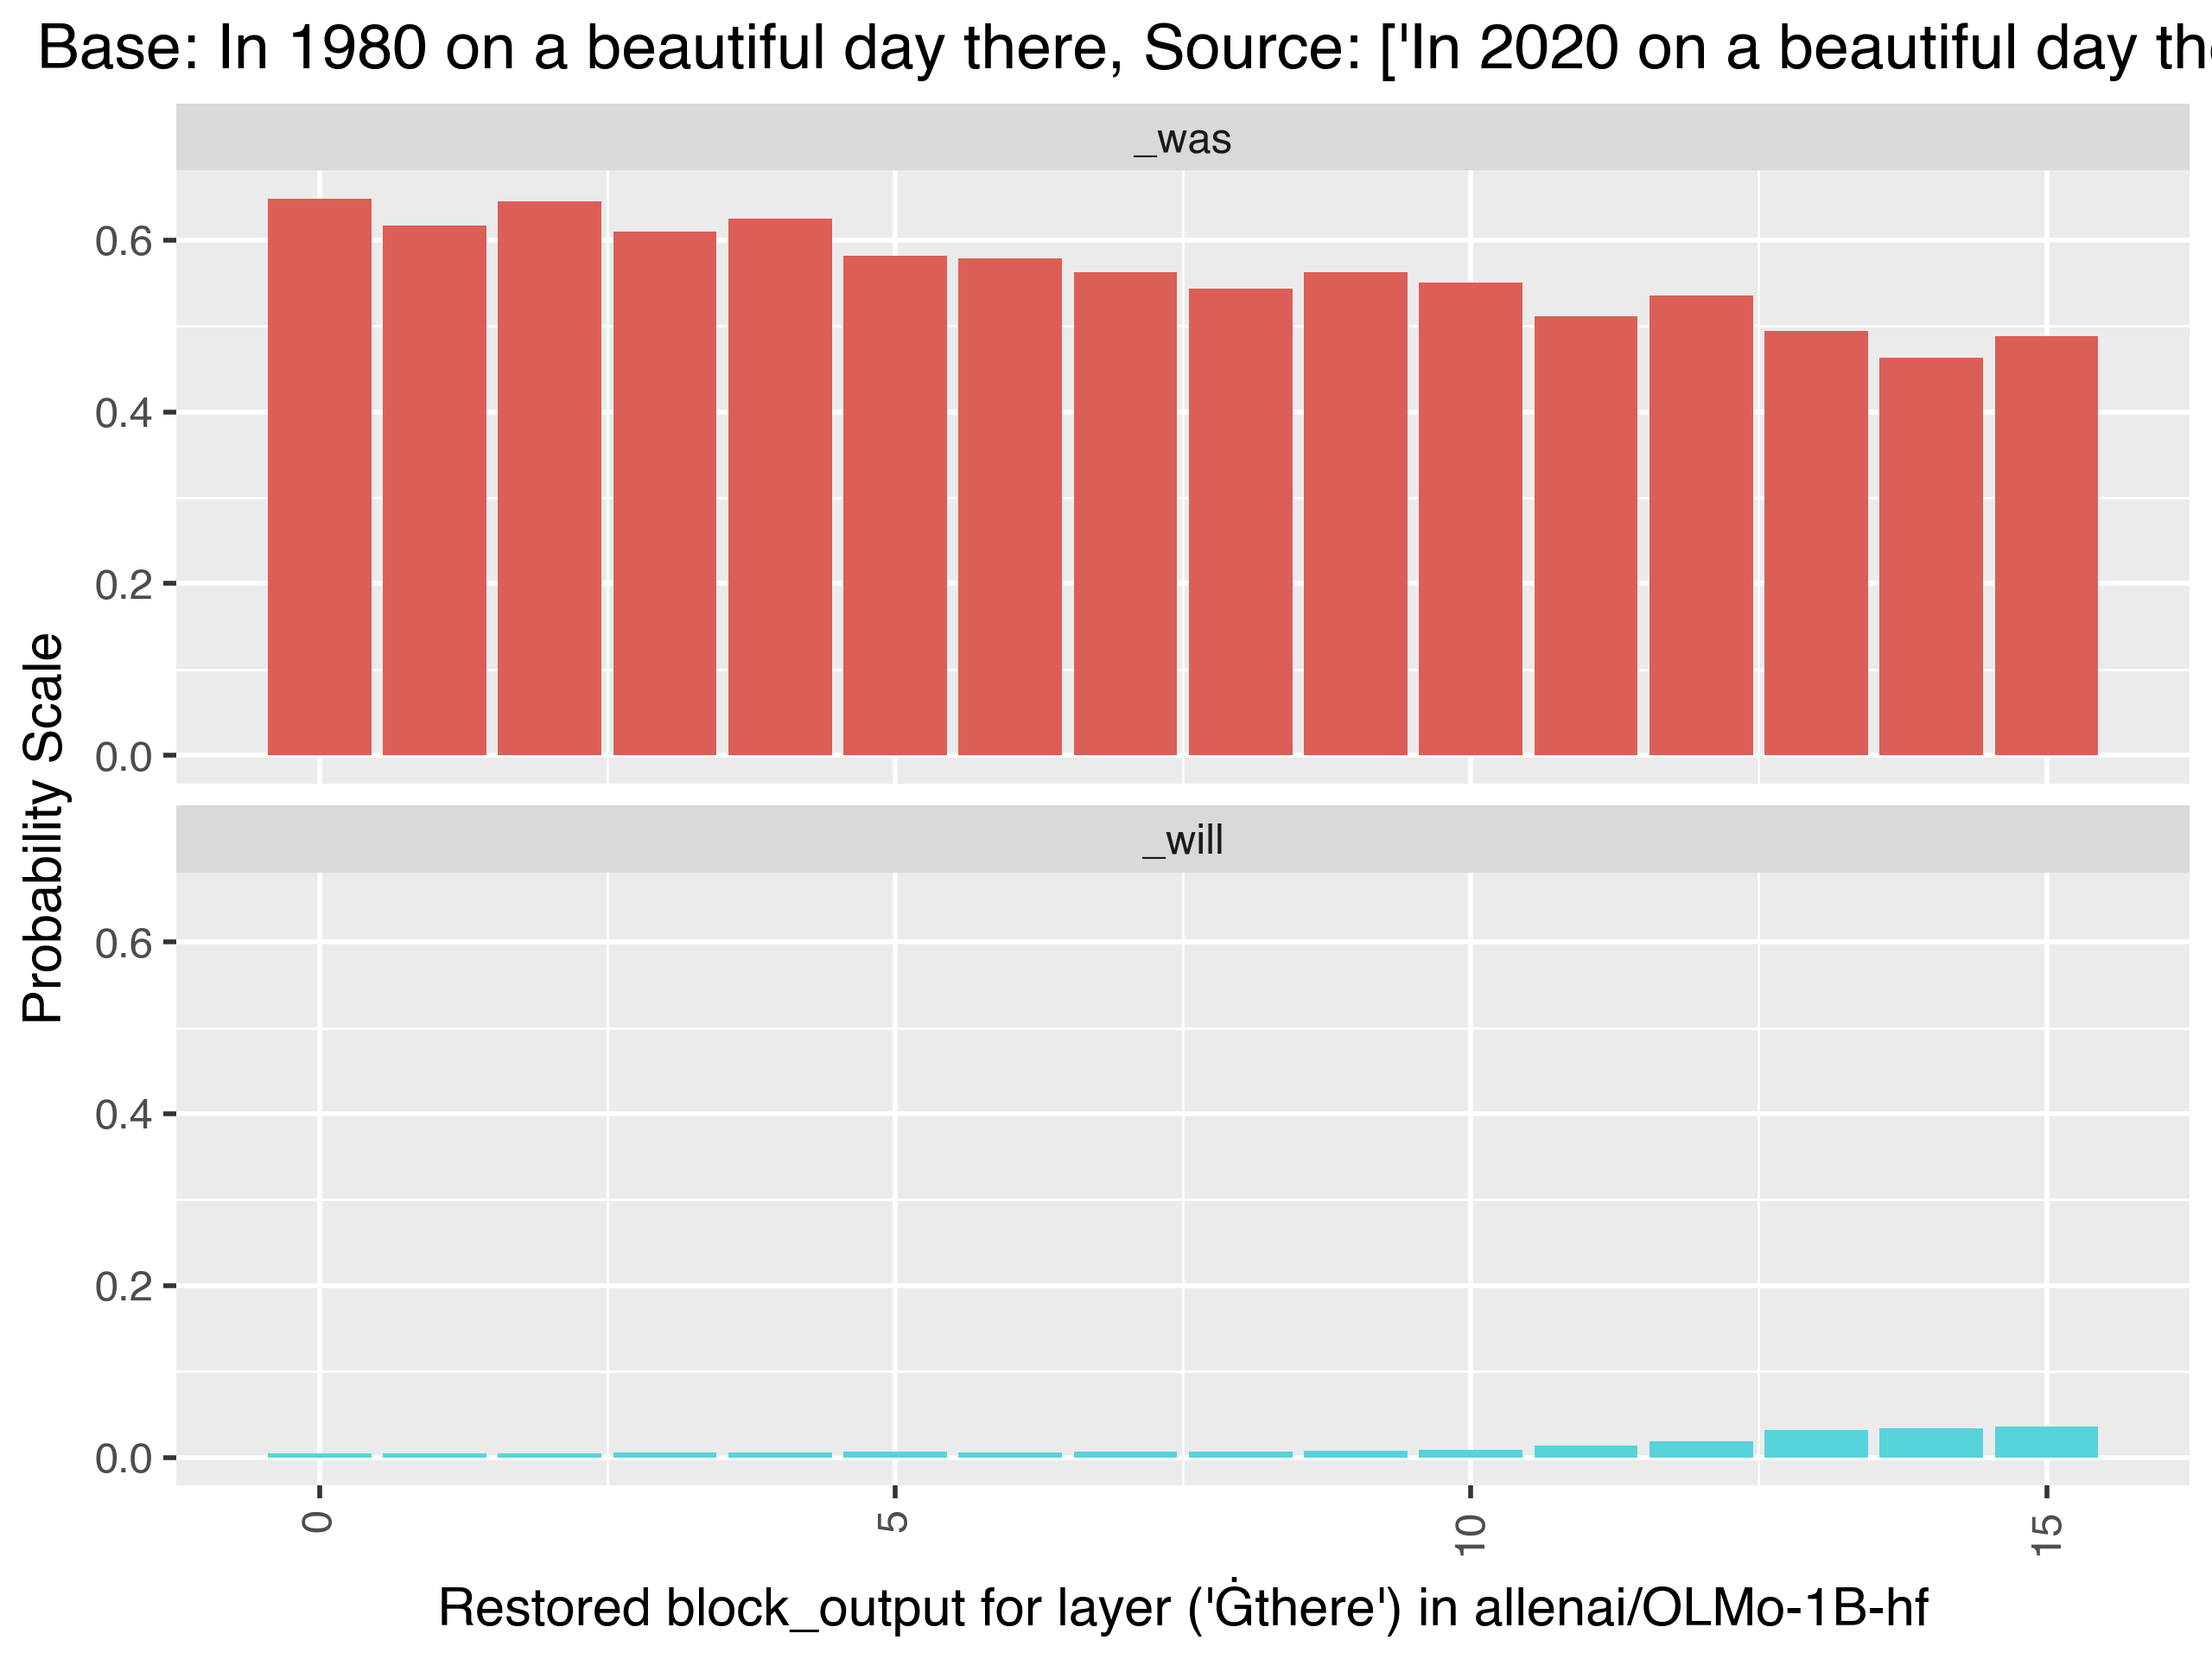 Base: In 1980 on a beautiful day there, Source: ['In 2020 on a beautiful day the
_was
0.6
0.4
0.2
0.0
_will
0.6
0.4
0.2
0.0
Probability Scale
0 5 10 15
Restored block_output for layer ('Ġthere') in allenai/OLMo-1B-hf